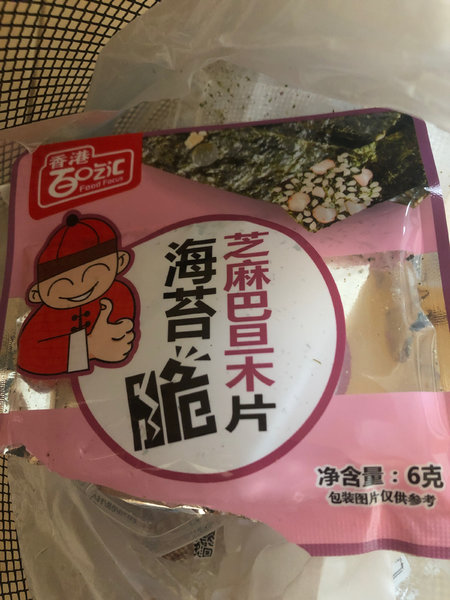 香港
百吃汇
Food Focus
芝麻巴旦木片
海苔脆
净含量：6克
包装图片仅供参考